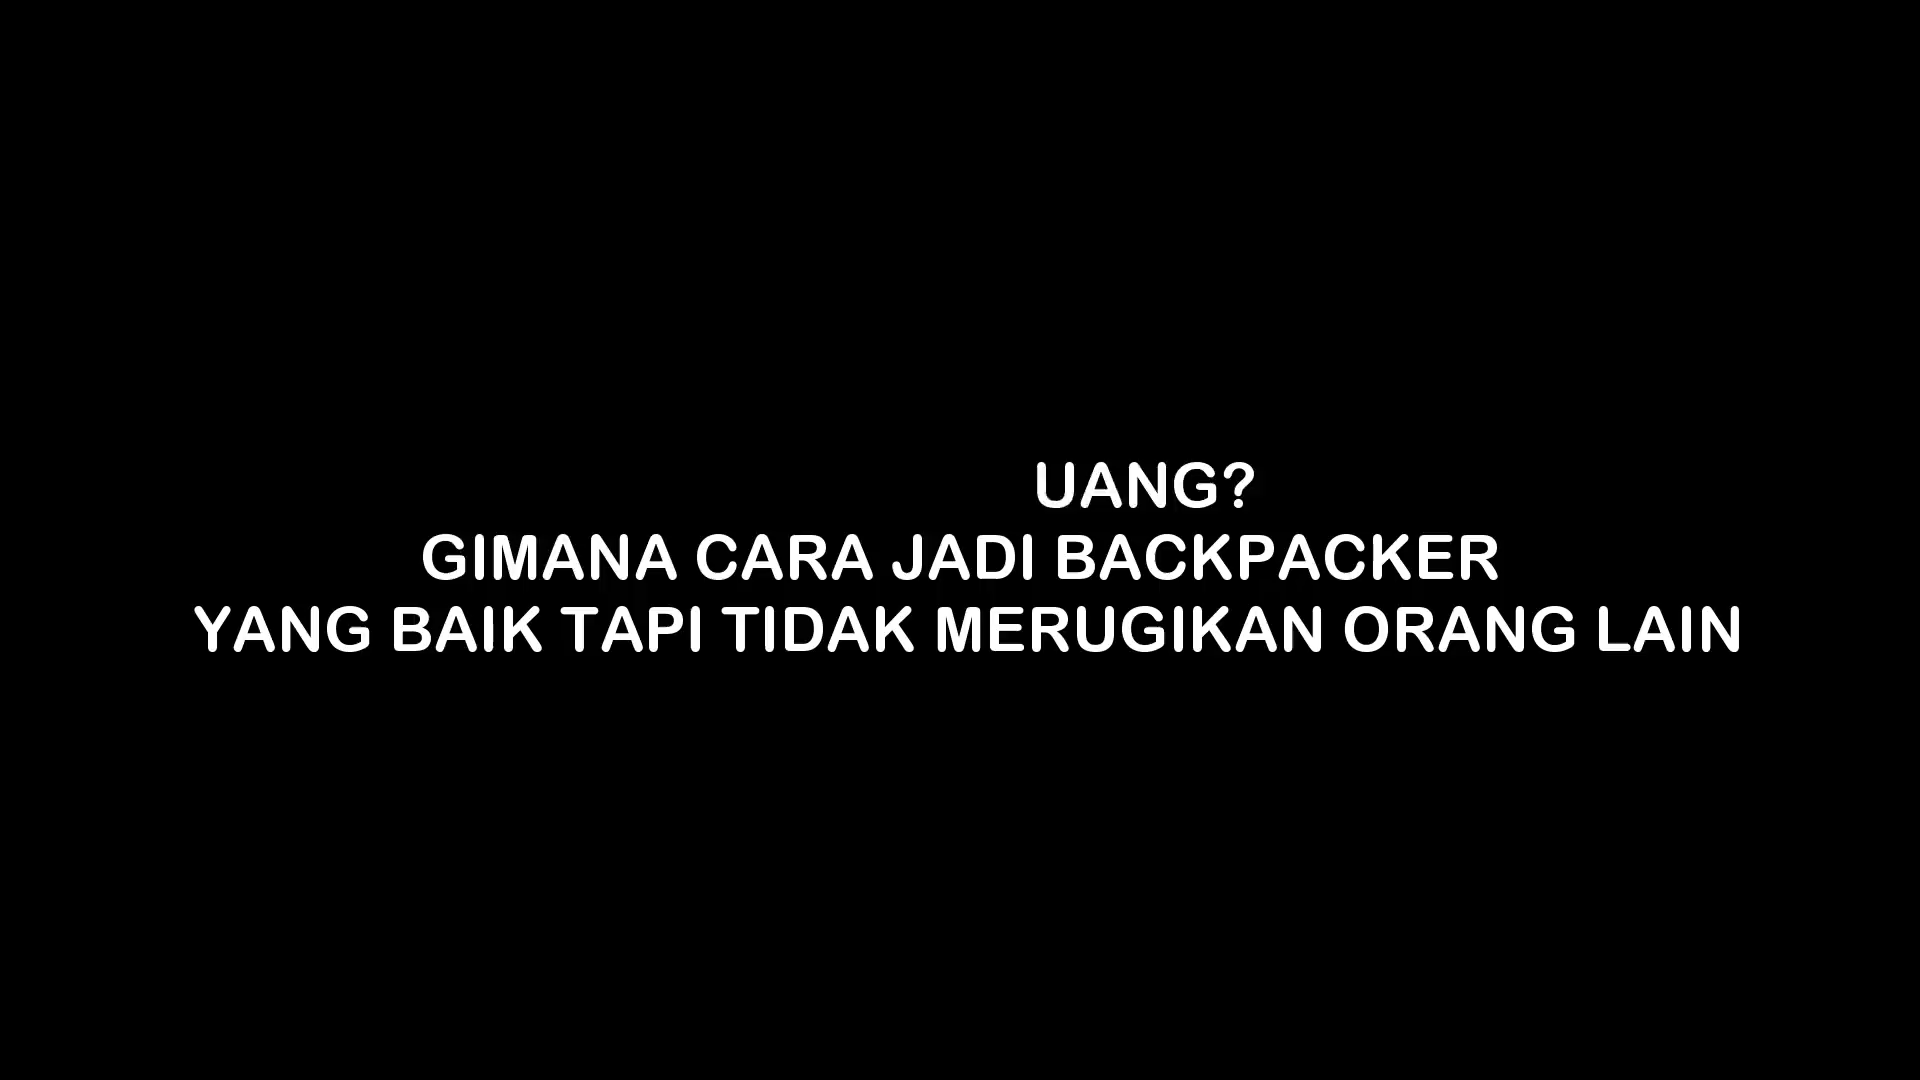 UANG?
GIMANA CARA JADI BACKPACKER
YANG BAIK TAPI TIDAK MERUGIKAN ORANG LAIN